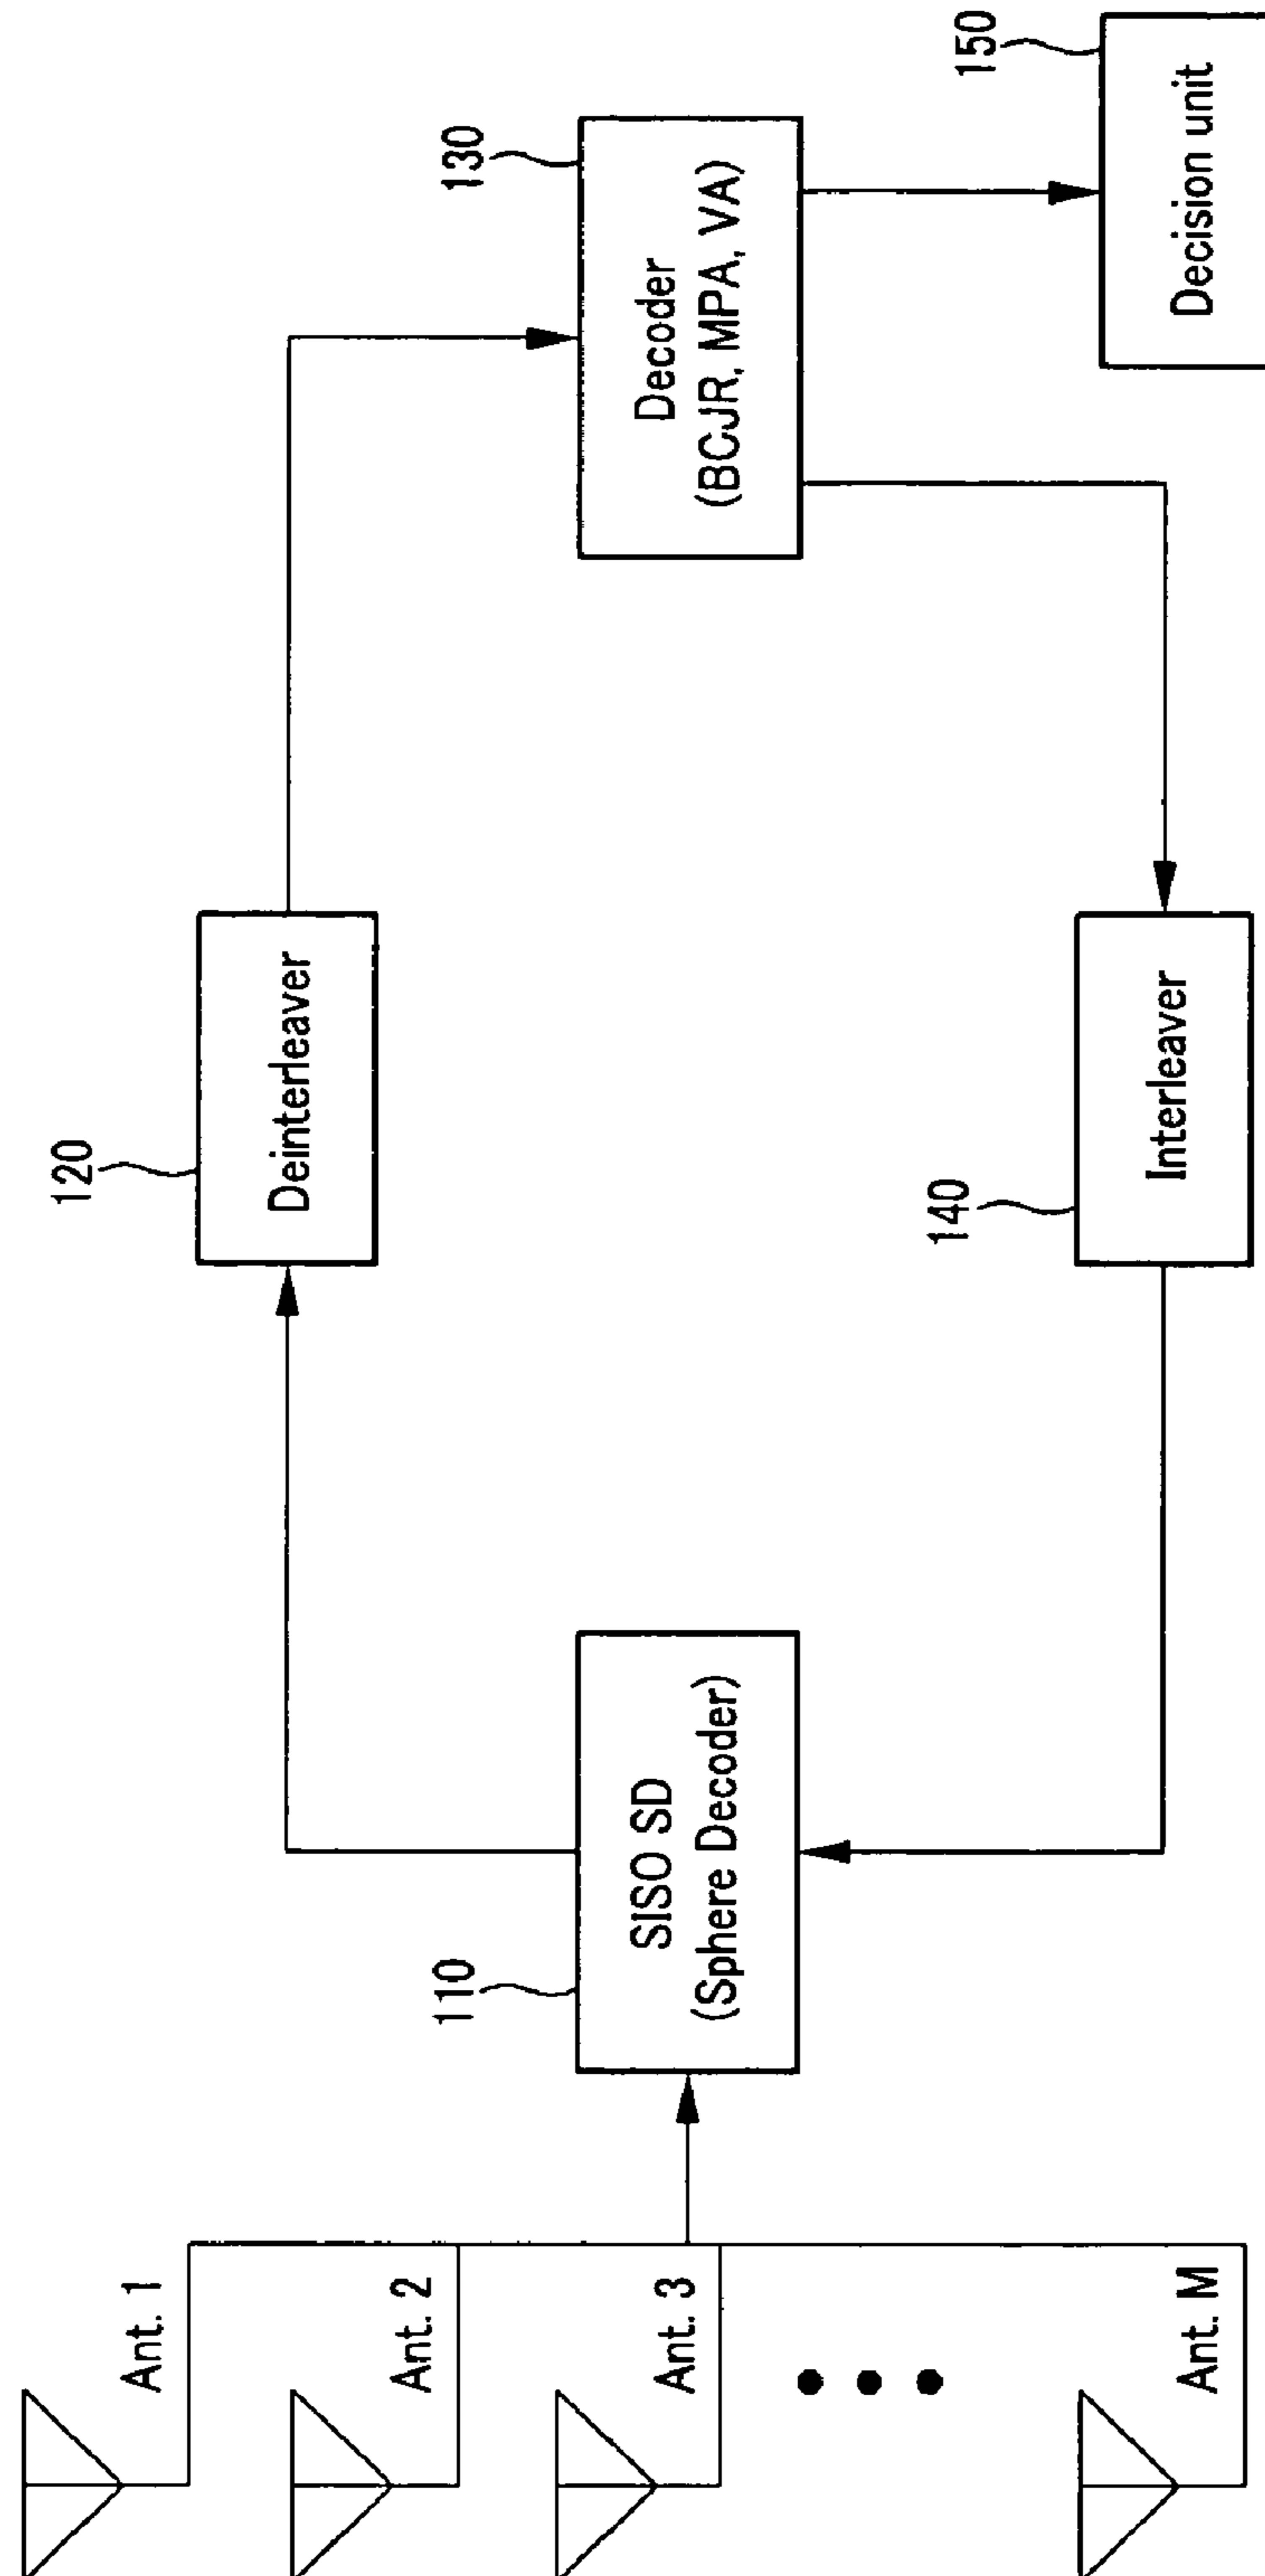 Ant. 1
Ant. 2
Ant. 3
Ant. M
110
SISO SD
(Sphere Decoder)
120
Deinterleaver
130
Decoder
(BCJR, MPA, VA)
140
Interleaver
150
Decision unit